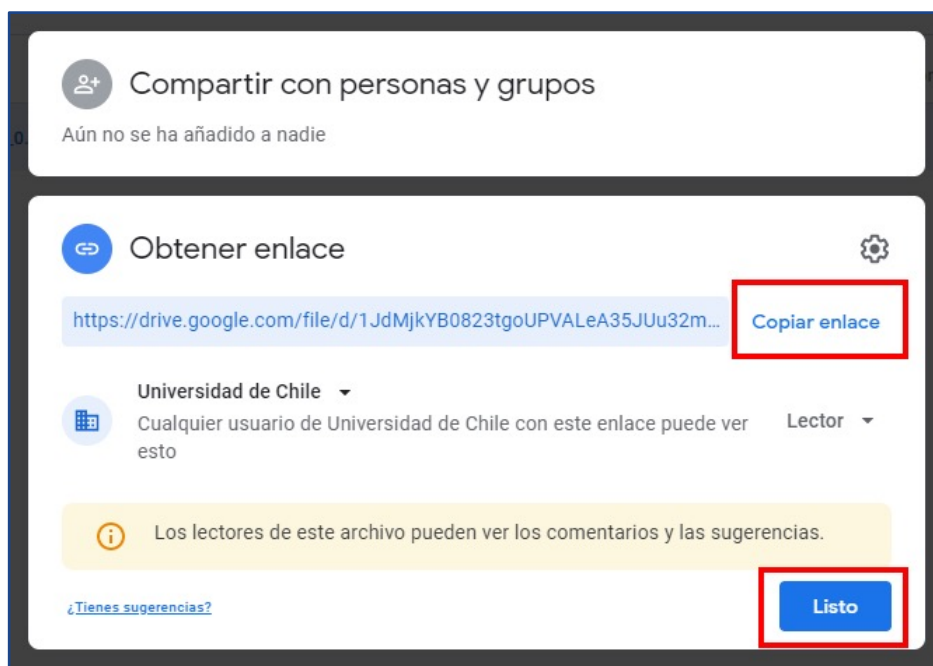 Compartir con personas y grupos
Aún no se ha añadido a nadie
Obtener enlace
https://drive.google.com/file/d/1JdMjkYB0823tgoUPVALeA35JUu32m...
Copiar enlace
Universidad de Chile
Cualquier usuario de Universidad de Chile con este enlace puede ver
esto
Lector
Los lectores de este archivo pueden ver los comentarios y las sugerencias.
¿Tienes sugerencias?
Listo